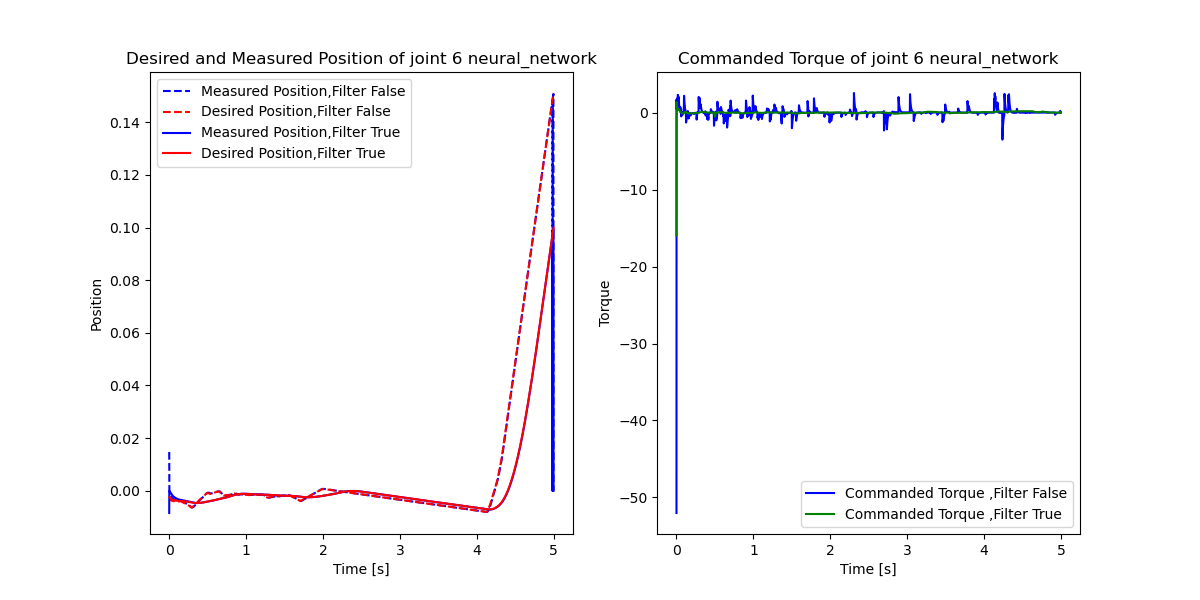 Desired and Measured Position of joint 6 neural_network
Measured Position,Filter False
Desired Position,Filter False
Measured Position,Filter True
Desired Position,Filter True
0.14
0.12
0.10
0.08
0.06
0.04
0.02
0.00
Position
0 1 2 3 4 5
Time [s]
Commanded Torque of joint 6 neural_network
0
−10
−20
−30
−40
−50
Torque
Commanded Torque ,Filter False
Commanded Torque ,Filter True
0 1 2 3 4 5
Time [s]